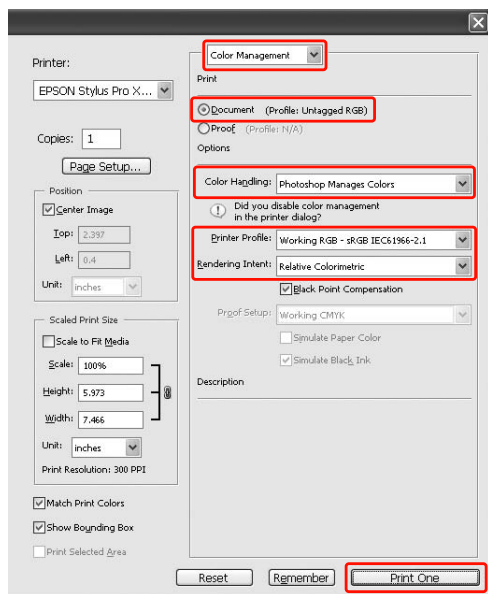 Printer:
EPSON Stylus Pro X...
Copies: 1
Page Setup...
Position
Center Image
Top: 2.397
Left: 0.4
Unit: inches
Scaled Print Size
Scale to Fit Media
Scale: 100%
Height: 5.973
Width: 7.466
Unit: inches
Print Resolution: 300 PPI
Match Print Colors
Show Bounding Box
Print Selected Area
Color Management
Print
Document (Profile: Untagged RGB)
Proof (Profile: N/A)
Options
Color Handling: Photoshop Manages Colors
Did you disable color management
in the printer dialog?
Printer Profile: Working RGB - sRGB IEC61966-2.1
Rendering Intent: Relative Colorimetric
Black Point Compensation
Proof Setup: Working CMYK
Simulate Paper Color
Simulate Black Ink
Description
Reset
Remember
Print One